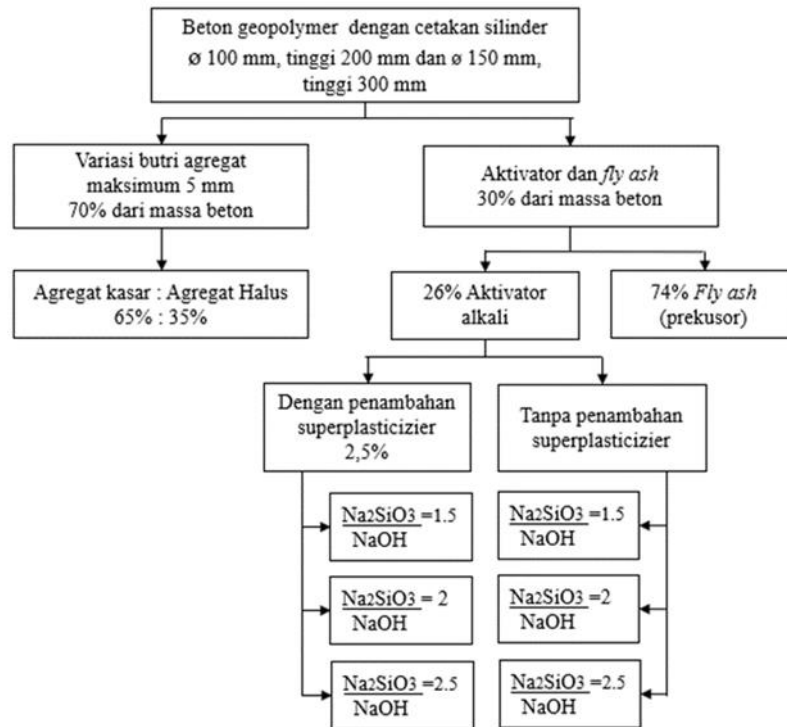 Beton geopolymer dengan cetakan silinder
ø 100 mm, tinggi 200 mm dan ø 150 mm,
tinggi 300 mm
Variasi butri agregat
maksimum 5 mm
70% dari massa beton
Aktivator dan fly ash
30% dari massa beton
Agregat kasar : Agregat Halus
65% : 35%
26% Aktivator
alkali
74% Fly ash
(prekusor)
Dengan penambahan
superplasticizier
2,5%
Tanpa penambahan
superplasticizier
Na2SiO3 =1.5
NaOH
Na2SiO3 =1.5
NaOH
Na2SiO3 = 2
NaOH
Na2SiO3 =2
NaOH
Na2SiO3 =2.5
NaOH
Na2SiO3 =2.5
NaOH